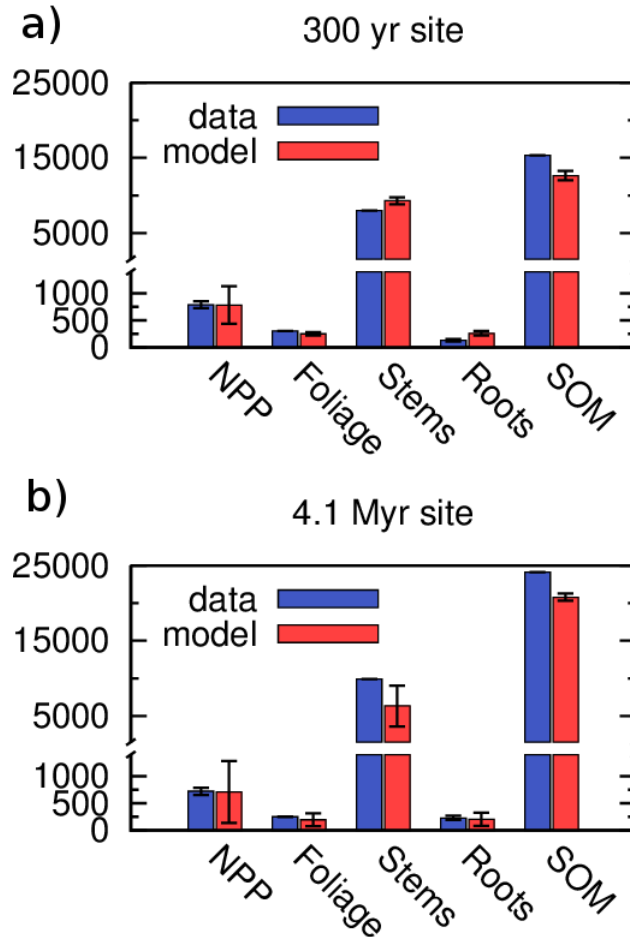 a)
300 yr site
25000
15000
5000
1000
500
0
data
model
NPP
Foliage
Stems
Roots
SOM
b)
4.1 Myr site
25000
15000
5000
1000
500
0
data
model
NPP
Foliage
Stems
Roots
SOM